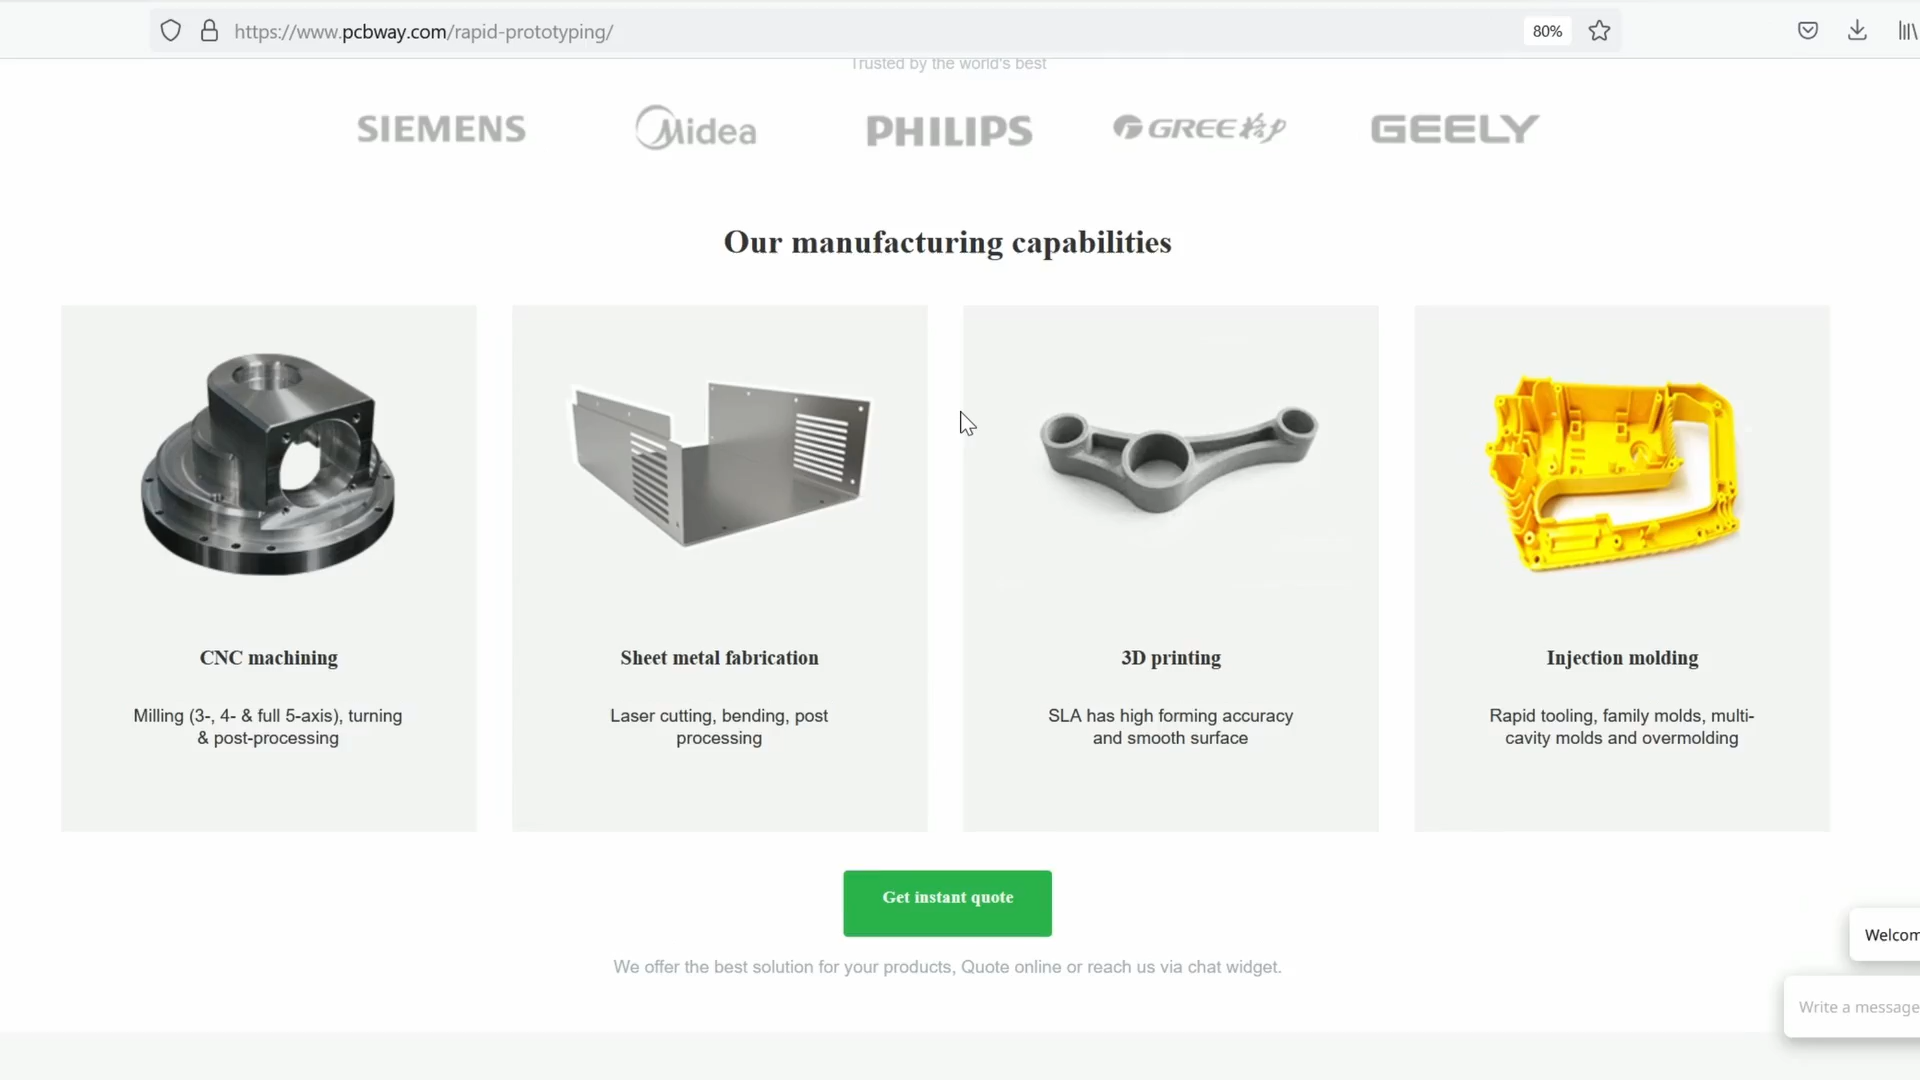 https://www.pcbway.com/rapid-prototyping/
80%
Trusted by the world's best
SIEMENS
Midea
PHILIPS
GREE格力
GEELY
Our manufacturing capabilities
CNC machining
Milling (3-, 4- & full 5-axis), turning
& post-processing
Sheet metal fabrication
Laser cutting, bending, post
processing
3D printing
SLA has high forming accuracy
and smooth surface
Injection molding
Rapid tooling, family molds, multi-
cavity molds and overmolding
Get instant quote
We offer the best solution for your products, Quote online or reach us via chat widget.
Welcom
Write a message